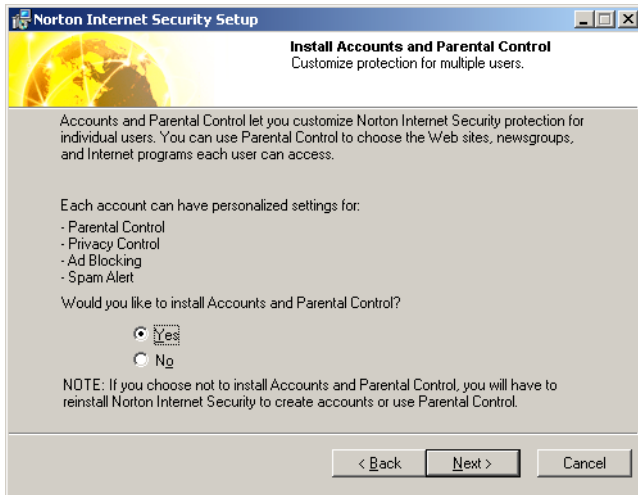 Norton Internet Security Setup
Install Accounts and Parental Control
Customize protection for multiple users.
Accounts and Parental Control let you customize Norton Internet Security protection for
individual users. You can use Parental Control to choose the Web sites, newsgroups,
and Internet programs each user can access.
Each account can have personalized settings for:
- Parental Control
- Privacy Control
- Ad Blocking
- Spam Alert
Would you like to install Accounts and Parental Control?
Yes
No
NOTE: If you choose not to install Accounts and Parental Control, you will have to
reinstall Norton Internet Security to create accounts or use Parental Control.
< Back Next > Cancel